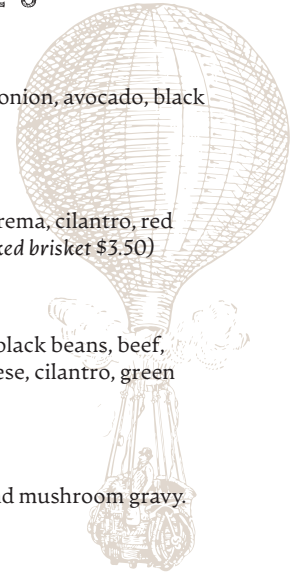 onion, avocado, black
rema, cilantro, red
ked brisket $3.50)
black beans, beef,
ese, cilantro, green
d mushroom gravy.